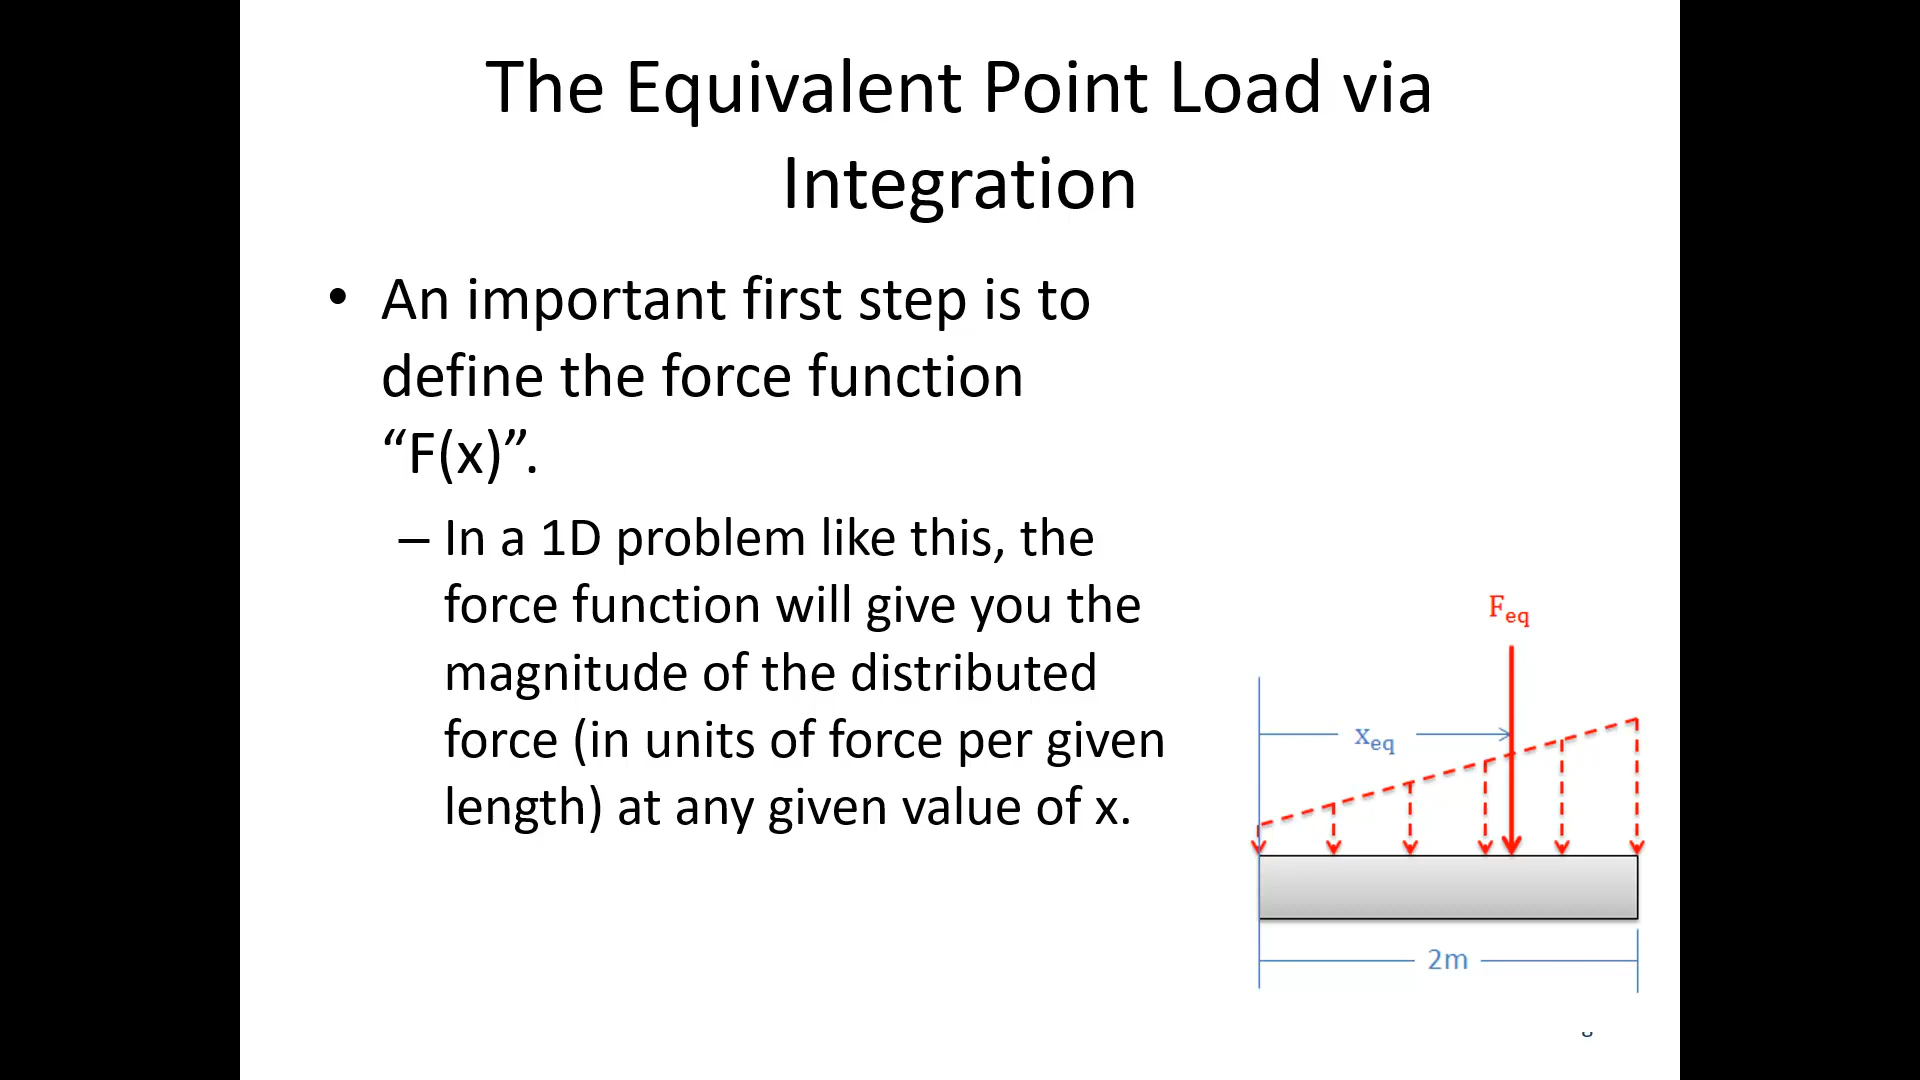 The Equivalent Point Load via
Integration
• An important first step is to
define the force function
“F(x)”.
– In a 1D problem like this, the
force function will give you the
magnitude of the distributed
force (in units of force per given
length) at any given value of x.
Feq
xeq
2m